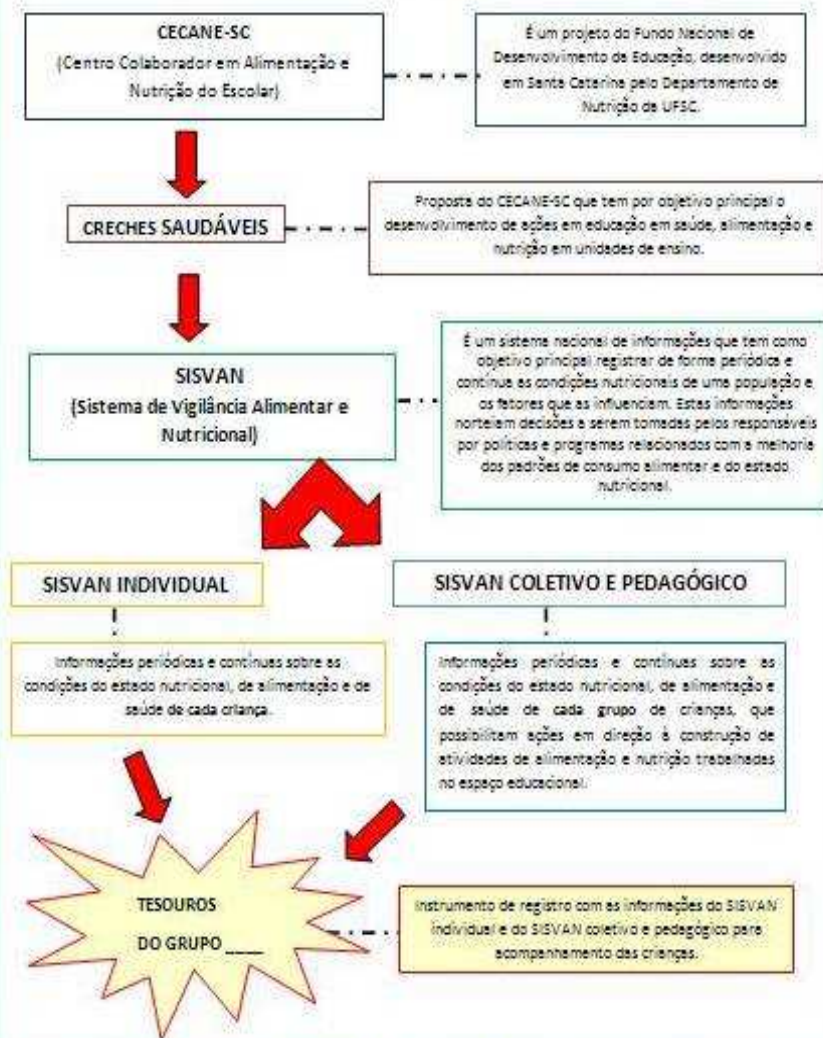 CECANE-SC
(Centro Colaborador em Alimentação e
Nutrição do Escolar)
É um projeto do Fundo Nacional de
Desenvolvimento da Educação, desenvolvido
em Santa Catarina pelo Departamento de
Nutrição da UFSC.
CRECHES SAUDÁVEIS
Proposta do CECANE-SC que tem por objetivo principal o
desenvolvimento de ações em educação em saúde, alimentação e
nutrição em unidades de ensino.
SISVAN
(Sistema de Vigilância Alimentar e
Nutricional)
É um sistema nacional de informações que tem como
objetivo principal registrar de forma periódica e
contínua as condições nutricionais de uma população e
os fatores que as influenciam. Estas informações
norteiam decisões a serem tomadas pelos responsáveis
por políticas e programas relacionados com a melhoria
dos padrões de consumo alimentar e do estado
nutricional.
SISVAN INDIVIDUAL
Informações periódicas e contínuas sobre as
condições do estado nutricional, de alimentação e de
saúde de cada criança.
SISVAN COLETIVO E PEDAGÓGICO
Informações periódicas e contínuas sobre as
condições do estado nutricional, de alimentação e
de saúde de cada grupo de crianças, que
possibilitam ações em direção à construção de
atividades de alimentação e nutrição trabalhadas
no espaço educacional.
TESOUROS
DO GRUPO ____
Instrumento de registro com as informações do SISVAN
individual e do SISVAN coletivo e pedagógico para
acompanhamento das crianças.